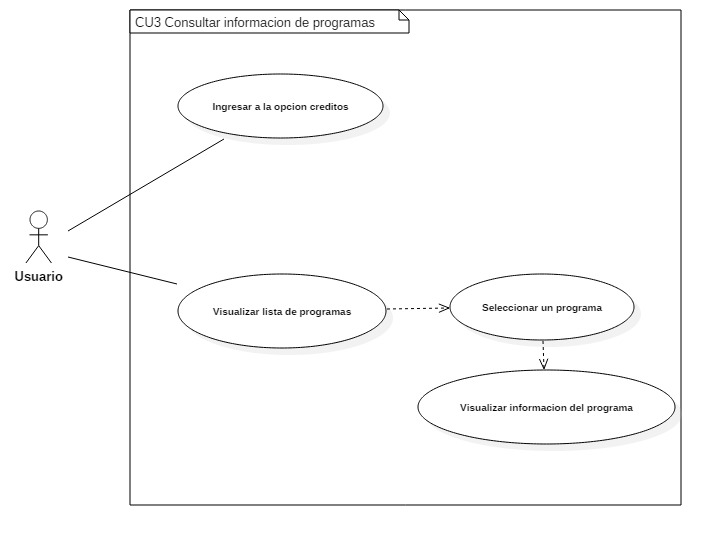 CU3 Consultar informacion de programas
Ingresar a la opcion creditos
Usuario
Visualizar lista de programas
Seleccionar un programa
Visualizar informacion del programa